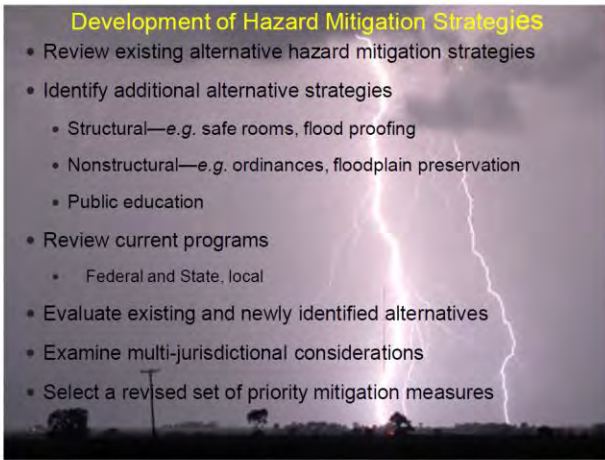 Development of Hazard Mitigation Strategies
• Review existing alternative hazard mitigation strategies
• Identify additional alternative strategies
• Structural—e.g. safe rooms, flood proofing
• Nonstructural—e.g. ordinances, floodplain preservation
• Public education
• Review current programs
• Federal and State, local
• Evaluate existing and newly identified alternatives
• Examine multi-jurisdictional considerations
• Select a revised set of priority mitigation measures